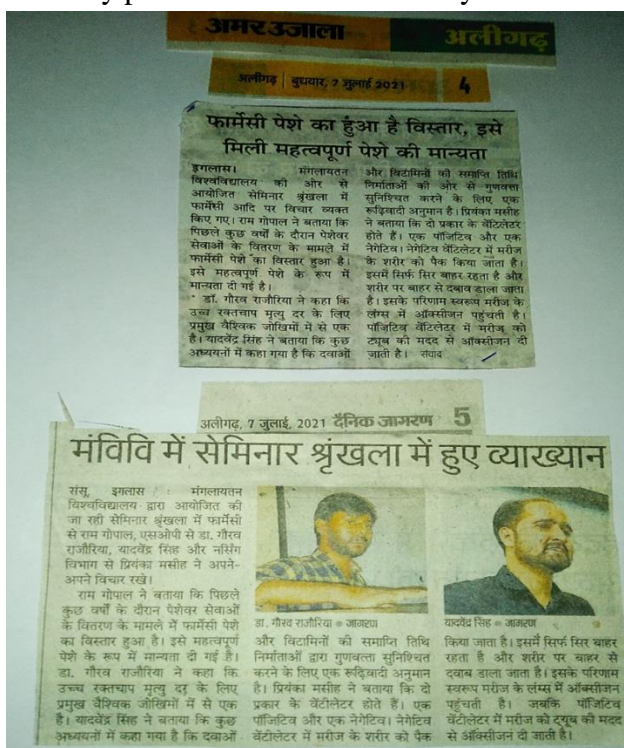 अमर उजाला अलीगढ़
अलीगढ़ | बुधवार, 7 जुलाई 2021 4
फार्मेसी पेशे का हुआ है विस्तार, इसे
मिली महत्वपूर्ण पेशे की मान्यता
इगलास। मंगलायतन
विश्वविद्यालय की ओर से
आयोजित सेमिनार श्रृंखला में
फार्मेसी आदि पर विचार व्यक्त
किए गए। राम गोपाल ने बताया कि
पिछले कुछ वर्षों के दौरान पेशेवर
सेवाओं के वितरण के मामले में
फार्मेसी पेशे का विस्तार हुआ है।
इसे महत्वपूर्ण पेशे के रूप में
मान्यता दी गई है।
डॉ. गौरव राजौरिया ने कहा कि
उच्च रक्तचाप मृत्यु दर के लिए
प्रमुख वैश्विक जोखिमों में से एक
है। यादवेंद्र सिंह ने बताया कि कुछ
अध्ययनों में कहा गया है कि दवाओं
और विटामिनों की समाप्ति तिथि
निर्माताओं की ओर से गुणवत्ता
सुनिश्चित करने के लिए एक
रूढ़िवादी अनुमान है। प्रियंका मसीह
ने बताया कि दो प्रकार के वेंटिलेटर
होते हैं। एक पॉजिटिव और एक
नेगेटिव। नेगेटिव वेंटिलेटर में मरीज
के शरीर को पैक किया जाता है।
इसमें सिर्फ सिर बाहर रहता है और
शरीर पर बाहर से दबाव डाला जाता
है। इसके परिणाम स्वरूप मरीज के
लंग्स में ऑक्सीजन पहुंचती है।
पॉजिटिव वेंटिलेटर में मरीज को
ट्यूब की मदद से ऑक्सीजन दी
जाती है। संवाद
अलीगढ़, 7 जुलाई, 2021 दैनिक जागरण 5
मंविवि में सेमिनार श्रृंखला में हुए व्याख्यान
संसू, इगलास : मंगलायतन
विश्वविद्यालय द्वारा आयोजित की
जा रही सेमिनार श्रृंखला में फार्मेसी
से राम गोपाल, एसओपी से डा. गौरव
राजौरिया, यादवेंद्र सिंह और नर्सिंग
विभाग से प्रियंका मसीह ने अपने-
अपने विचार रखे।
राम गोपाल ने बताया कि पिछले
कुछ वर्षों के दौरान पेशेवर सेवाओं
के वितरण के मामले में फार्मेसी पेशे
का विस्तार हुआ है। इसे महत्वपूर्ण
पेशे के रूप में मान्यता दी गई है।
डा. गौरव राजौरिया ने कहा कि
उच्च रक्तचाप मृत्यु दर के लिए
प्रमुख वैश्विक जोखिमों में से एक
है। यादवेंद्र सिंह ने बताया कि कुछ
अध्ययनों में कहा गया है कि दवाओं
डा. गौरव राजौरिया ● जागरण
और विटामिनों की समाप्ति तिथि
निर्माताओं द्वारा गुणवत्ता सुनिश्चित
करने के लिए एक रूढ़िवादी अनुमान
है। प्रियंका मसीह ने बताया कि दो
प्रकार के वेंटीलेटर होते हैं। एक
पॉजिटिव और एक नेगेटिव। नेगेटिव
वेंटीलेटर में मरीज के शरीर को पैक
यादवेंद्र सिंह ● जागरण
किया जाता है। इसमें सिर्फ सिर बाहर
रहता है और शरीर पर बाहर से
दवाब डाला जाता है। इसके परिणाम
स्वरूप मरीज के लंग्स में ऑक्सीजन
पहुंचती है। जबकि पॉजिटिव
वेंटीलेटर में मरीज को ट्यूब की मदद
से ऑक्सीजन दी जाती है।